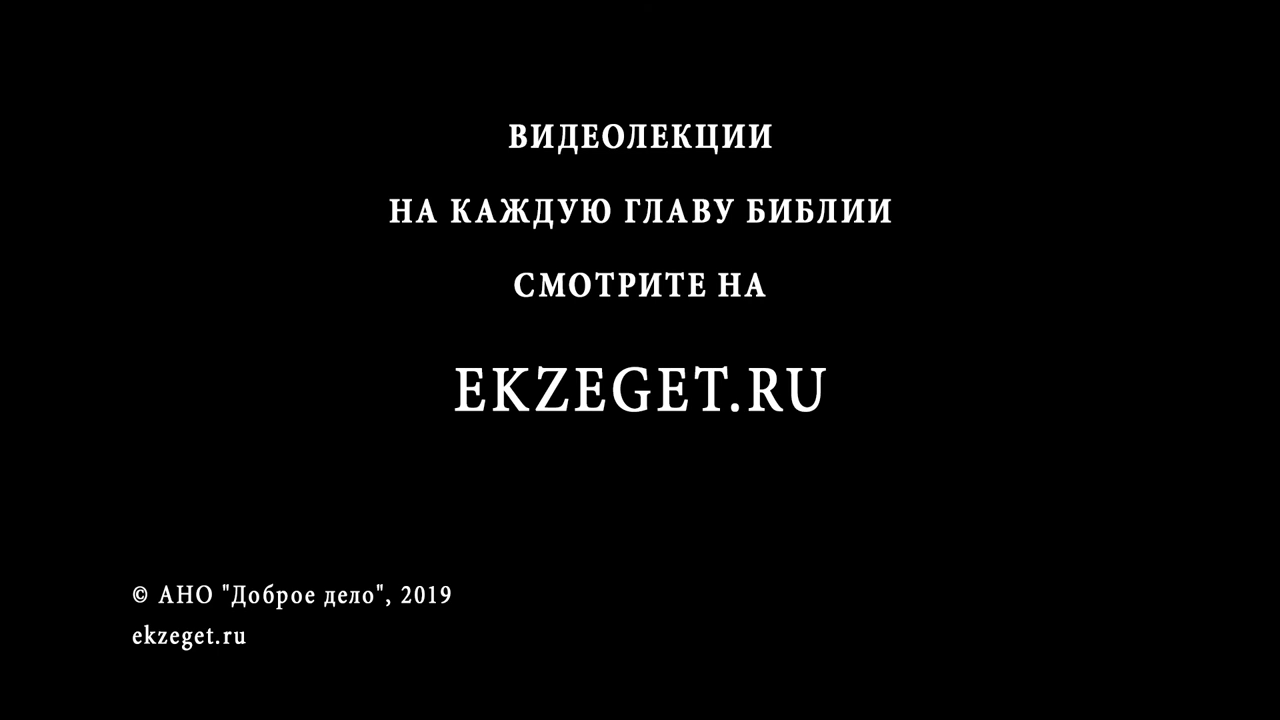 ВИДЕОЛЕКЦИИ
НА КАЖДУЮ ГЛАВУ БИБЛИИ
СМОТРИТЕ НА
EKZEGET.RU
© АНО "Доброе дело", 2019
ekzeget.ru